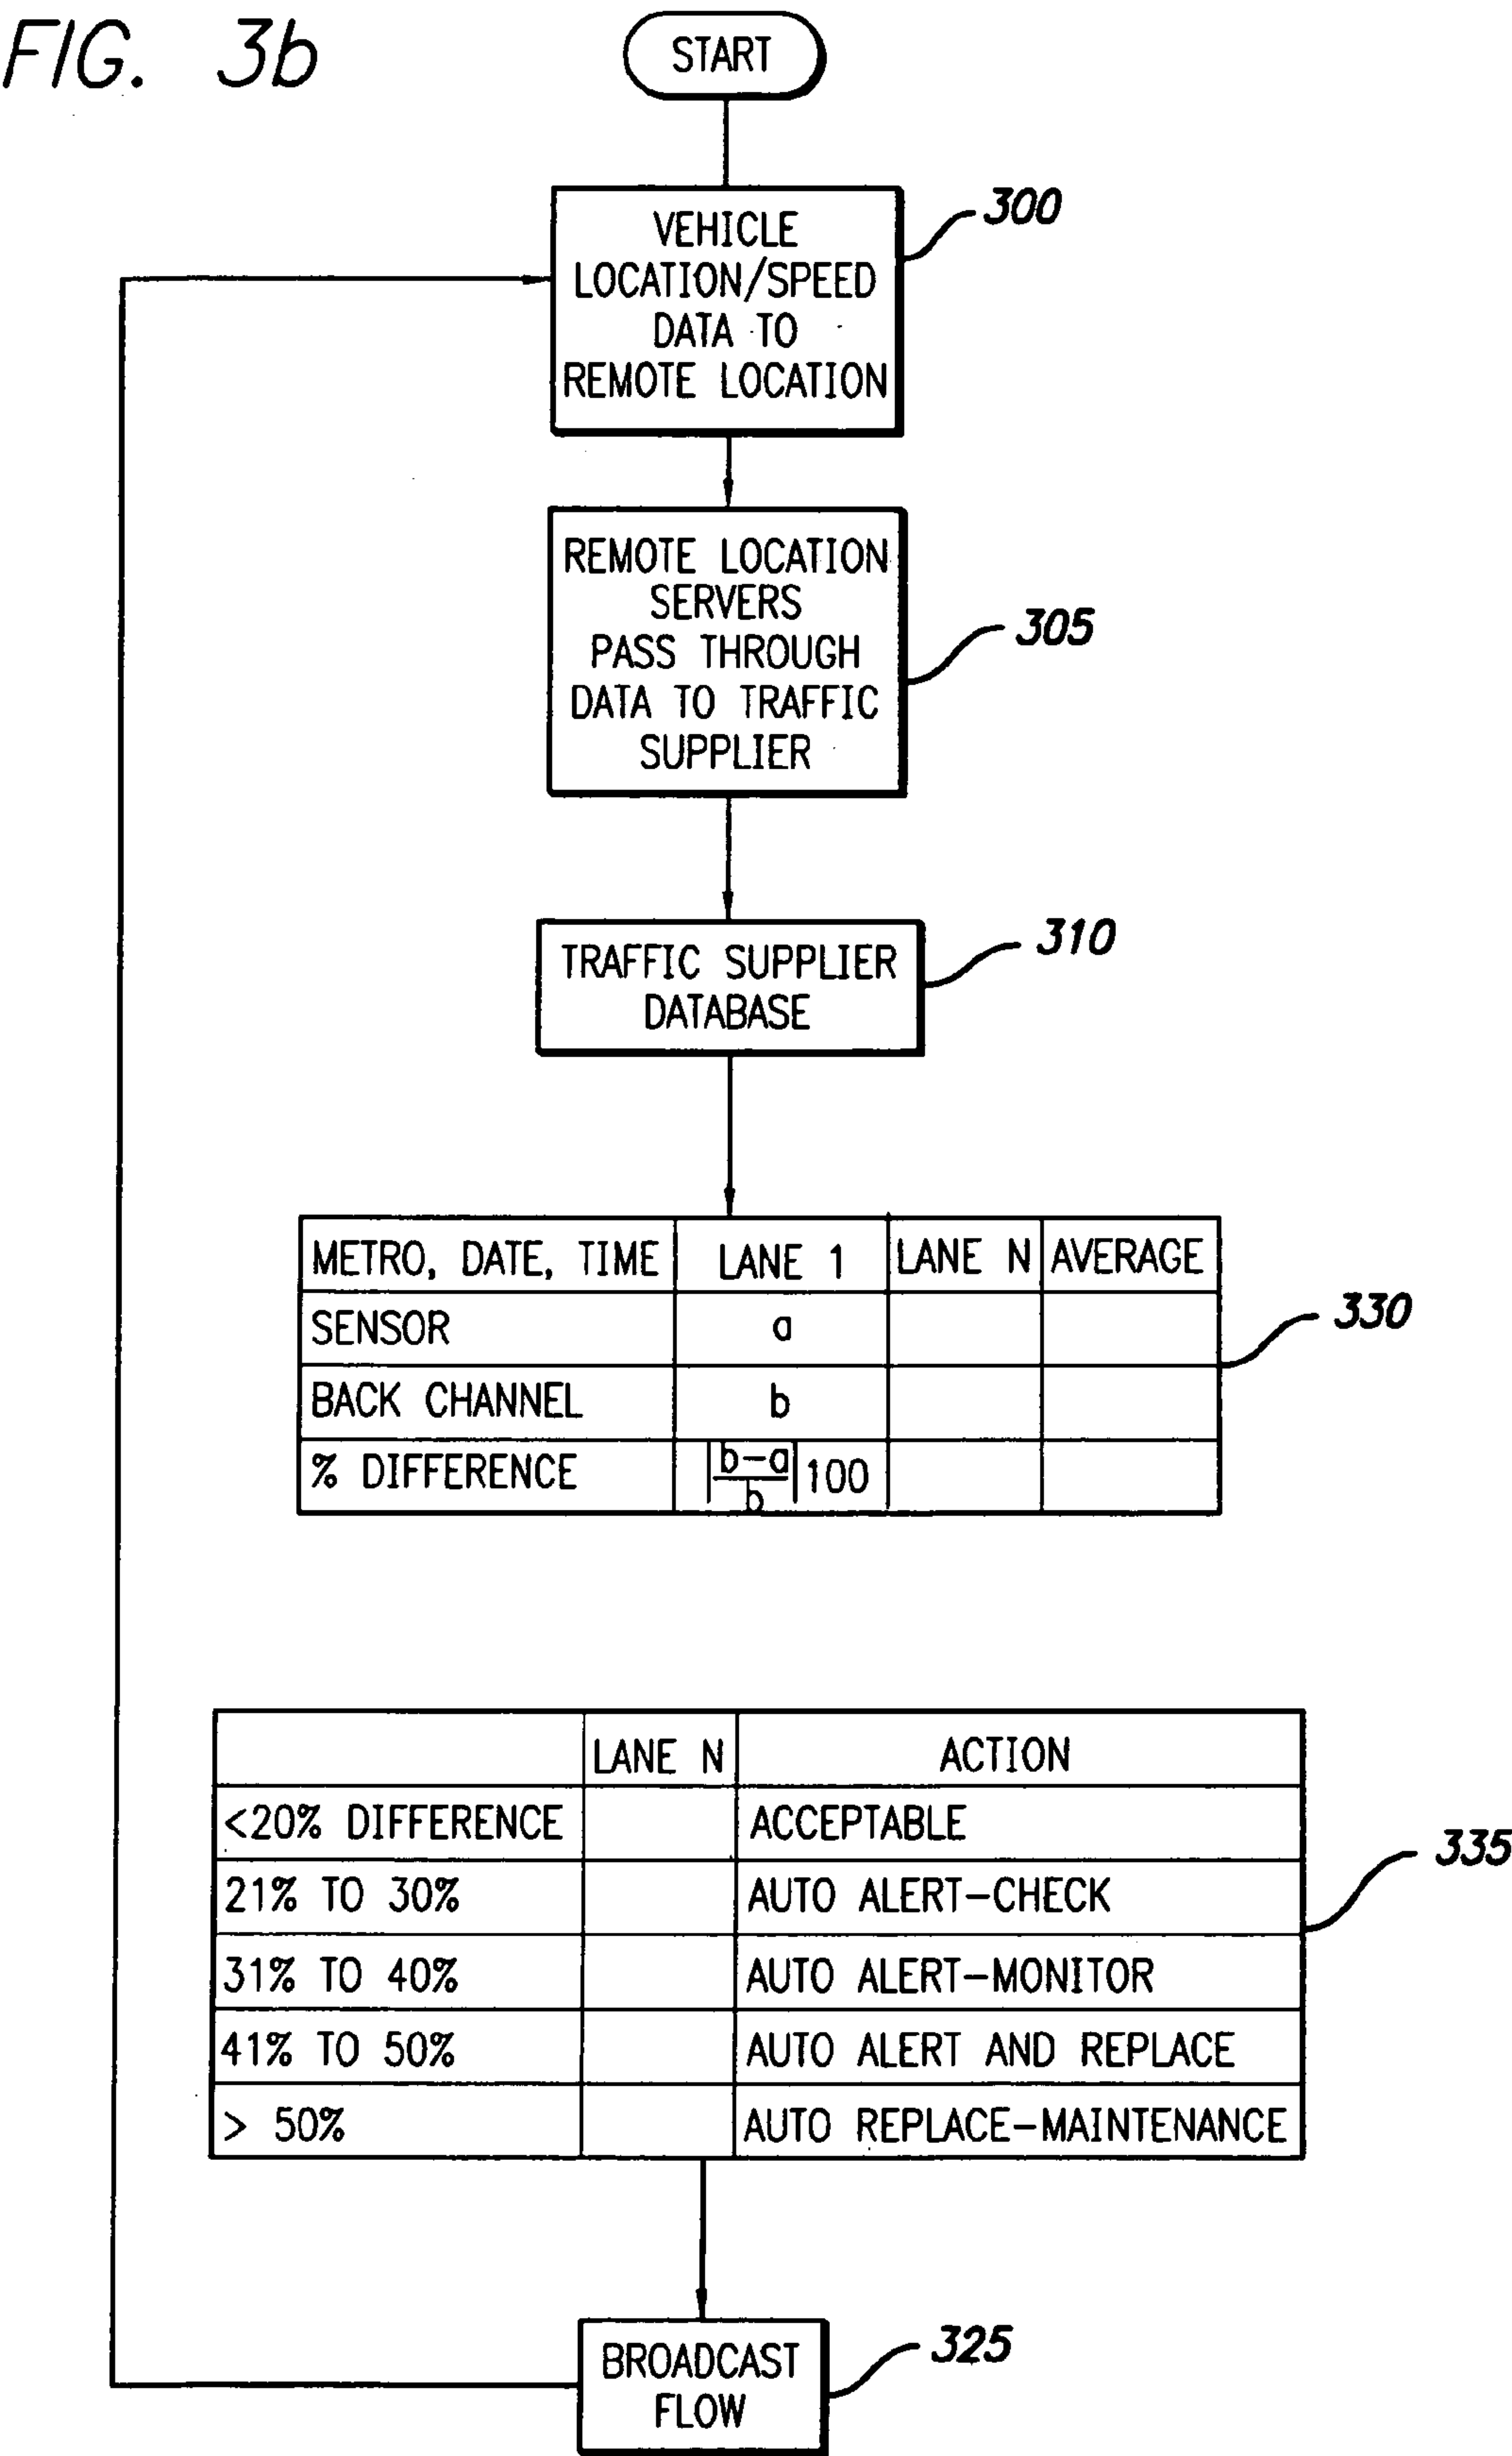 FIG. 3b
START
VEHICLE
LOCATION/SPEED
DATA TO
REMOTE LOCATION
300
REMOTE LOCATION
SERVERS
PASS THROUGH
DATA TO TRAFFIC
SUPPLIER
305
TRAFFIC SUPPLIER
DATABASE
310
METRO, DATE, TIME LANE 1 LANE N AVERAGE
SENSOR a
330
BACK CHANNEL b
% DIFFERENCE |b-a/b|100
LANE N ACTION
<20% DIFFERENCE ACCEPTABLE
335
21% TO 30% AUTO ALERT-CHECK
31% TO 40% AUTO ALERT-MONITOR
41% TO 50% AUTO ALERT AND REPLACE
> 50% AUTO REPLACE-MAINTENANCE
BROADCAST
FLOW
325